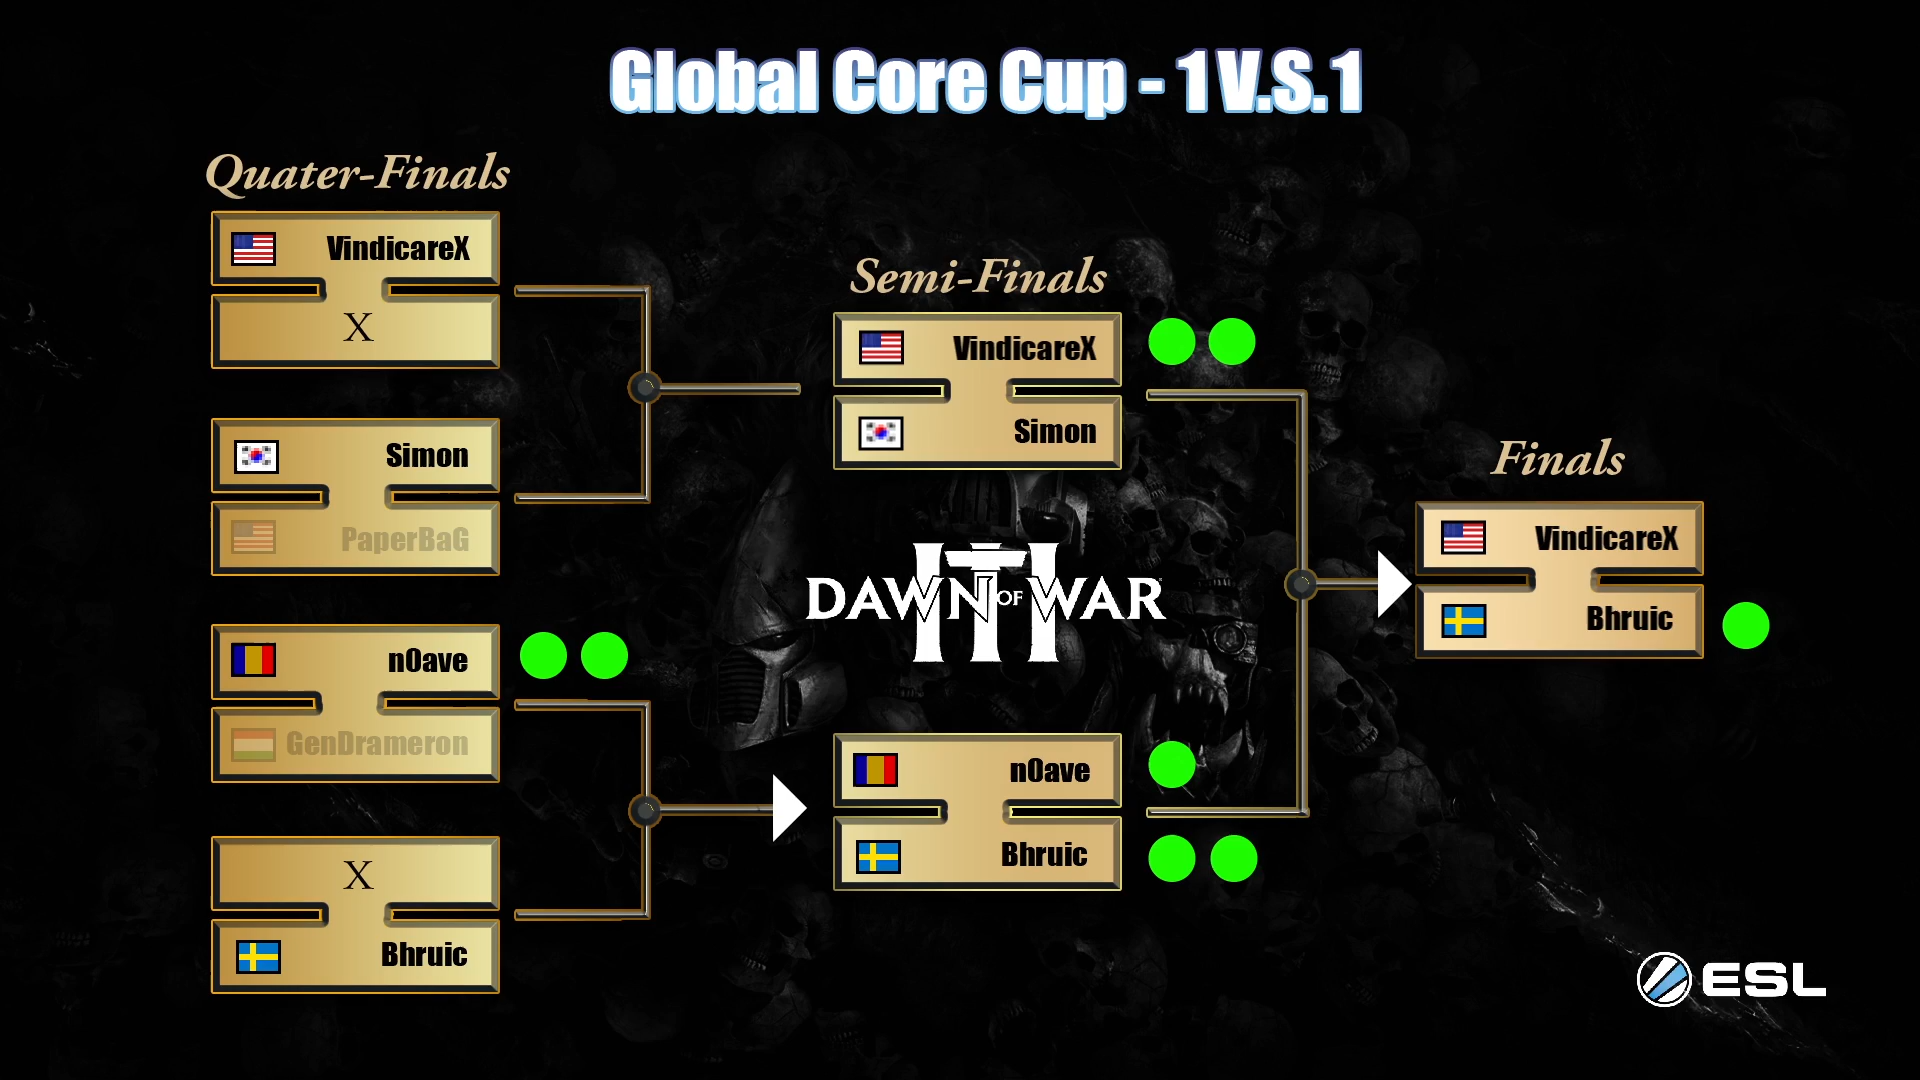 Global Core Cup - 1 V.S. 1
Quater-Finals
VindicareX
X
Simon
PaperBaG
n0ave
GenDrameron
X
Bhruic
Semi-Finals
VindicareX
Simon
DAWN OF WAR
III
n0ave
Bhruic
Finals
VindicareX
Bhruic
ESL